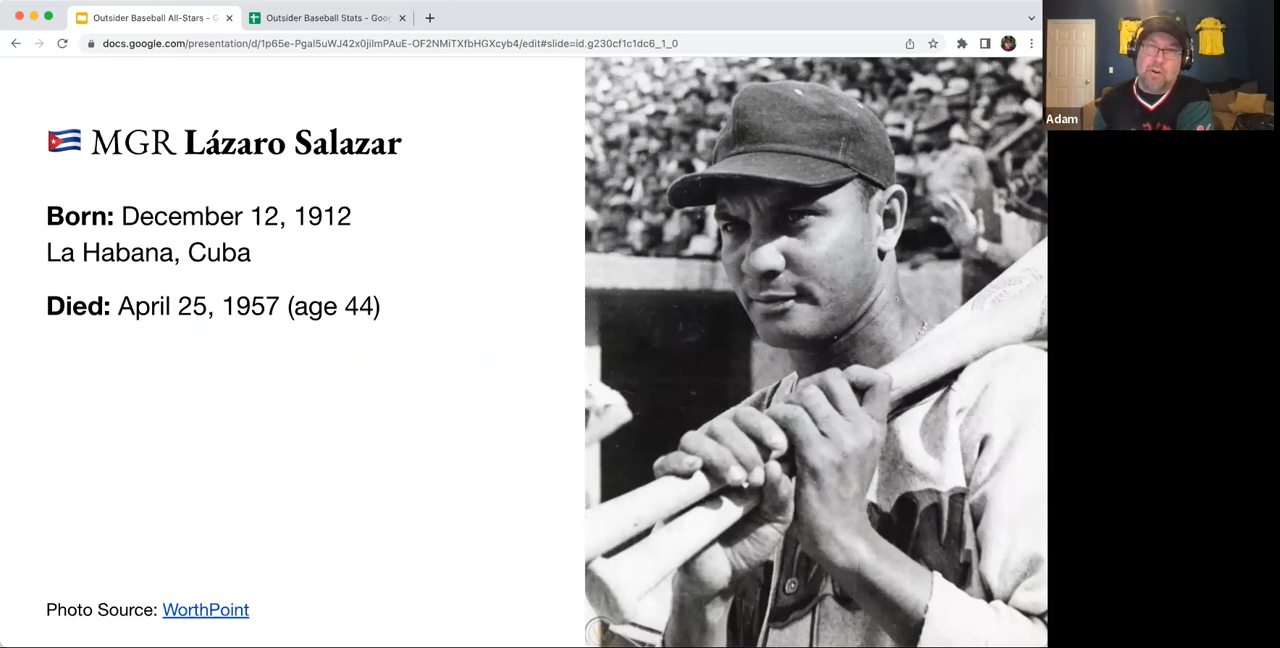 Outsider Baseball All-Stars - G
Outsider Baseball Stats - Goo
docs.google.com/presentation/d/1p65e-Pgal5uWJ42x0jilmPAuE-OF2NMiTXfbHGXcyb4/edit#slide=id.g230cf1c1dc6_1_0
Adam
MGR Lázaro Salazar
Born: December 12, 1912
La Habana, Cuba
Died: April 25, 1957 (age 44)
Photo Source: WorthPoint